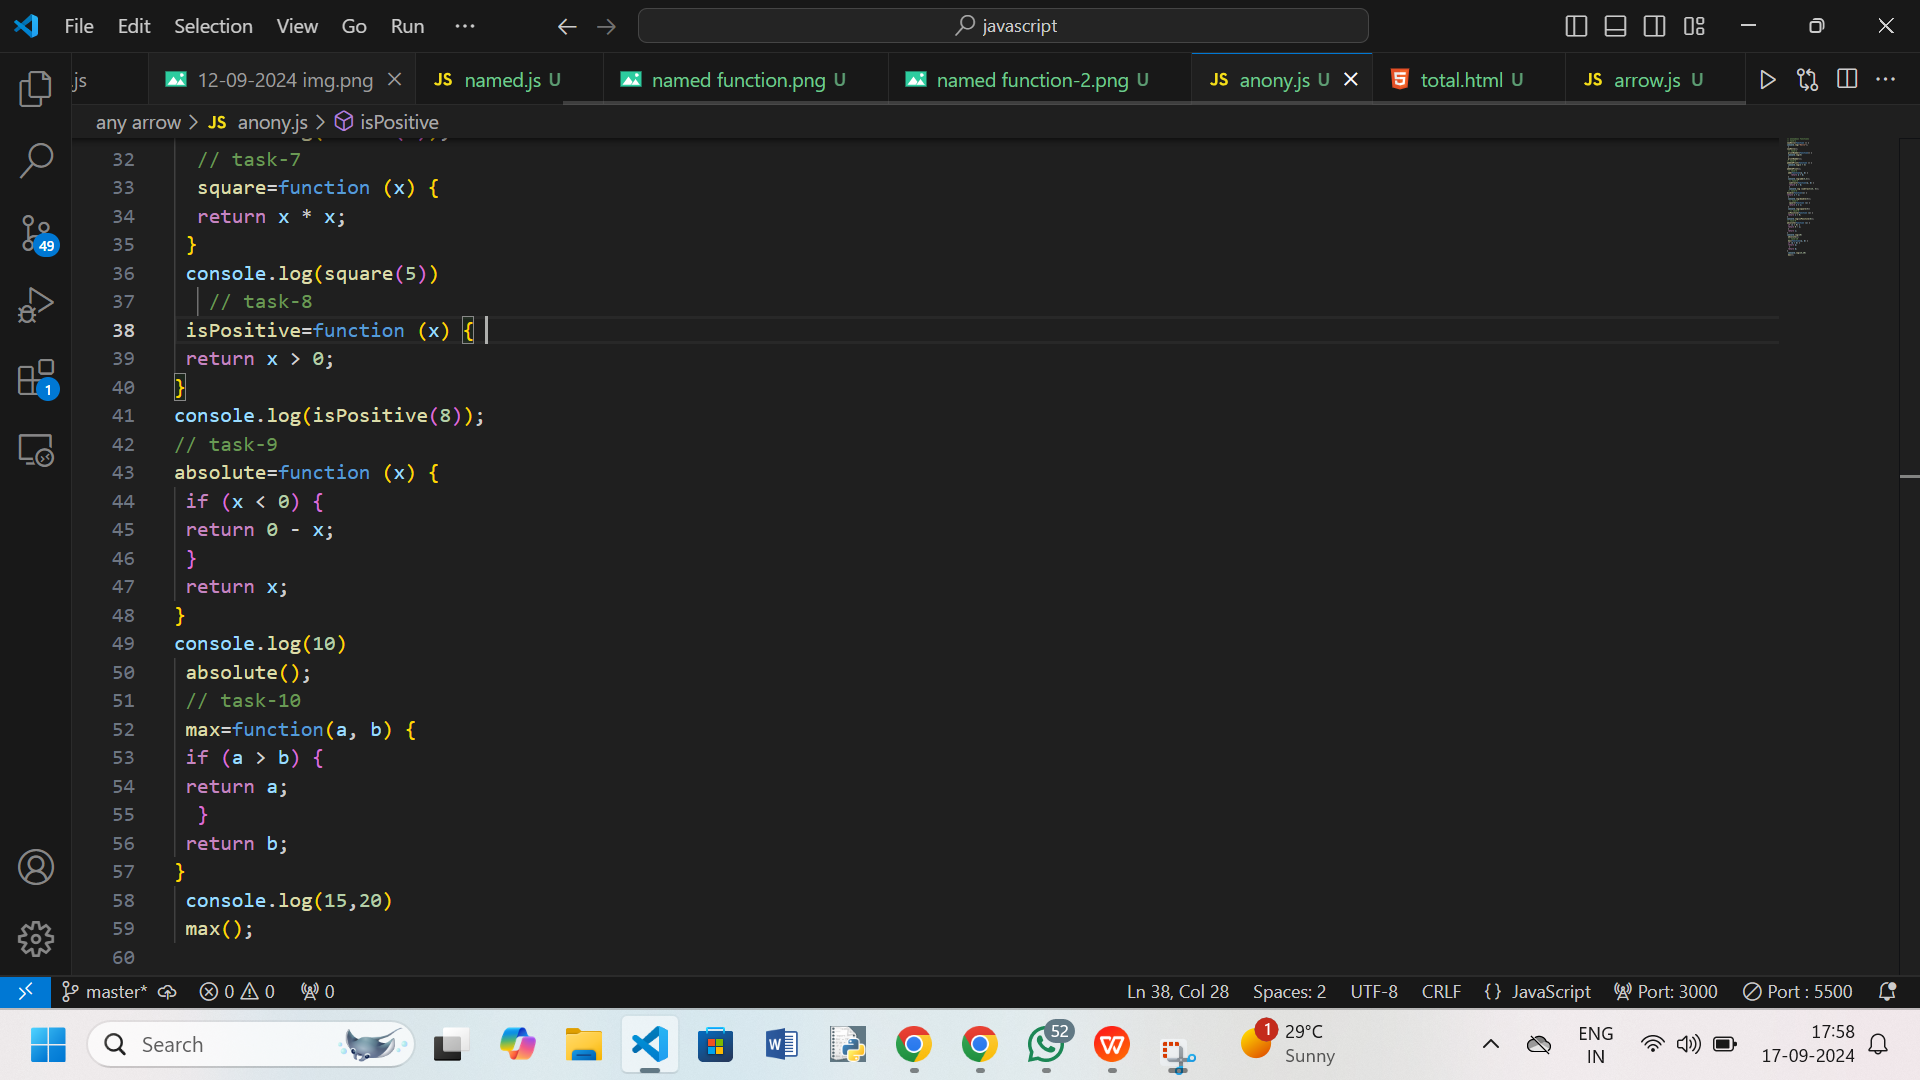 File Edit Selection View Go Run ··· javascript
.js 12-09-2024 img.png named.js U named function.png U named function-2.png U JS anony.js U total.html U JS arrow.js U
any arrow > JS anony.js > isPositive
32 // task-7
33 square=function (x) {
34 return x * x;
35 }
36 console.log(square(5))
37 // task-8
38 isPositive=function (x) {
39 return x > 0;
40 }
41 console.log(isPositive(8));
42 // task-9
43 absolute=function (x) {
44 if (x < 0) {
45 return 0 - x;
46 }
47 return x;
48 }
49 console.log(10)
50 absolute();
51 // task-10
52 max=function(a, b) {
53 if (a > b) {
54 return a;
55 }
56 return b;
57 }
58 console.log(15,20)
59 max();
60
49
1
master* 0 0 0 Ln 38, Col 28 Spaces: 2 UTF-8 CRLF {} JavaScript Port: 3000 Port : 5500
Search 52 1 29°C Sunny ENG IN 17:58 17-09-2024